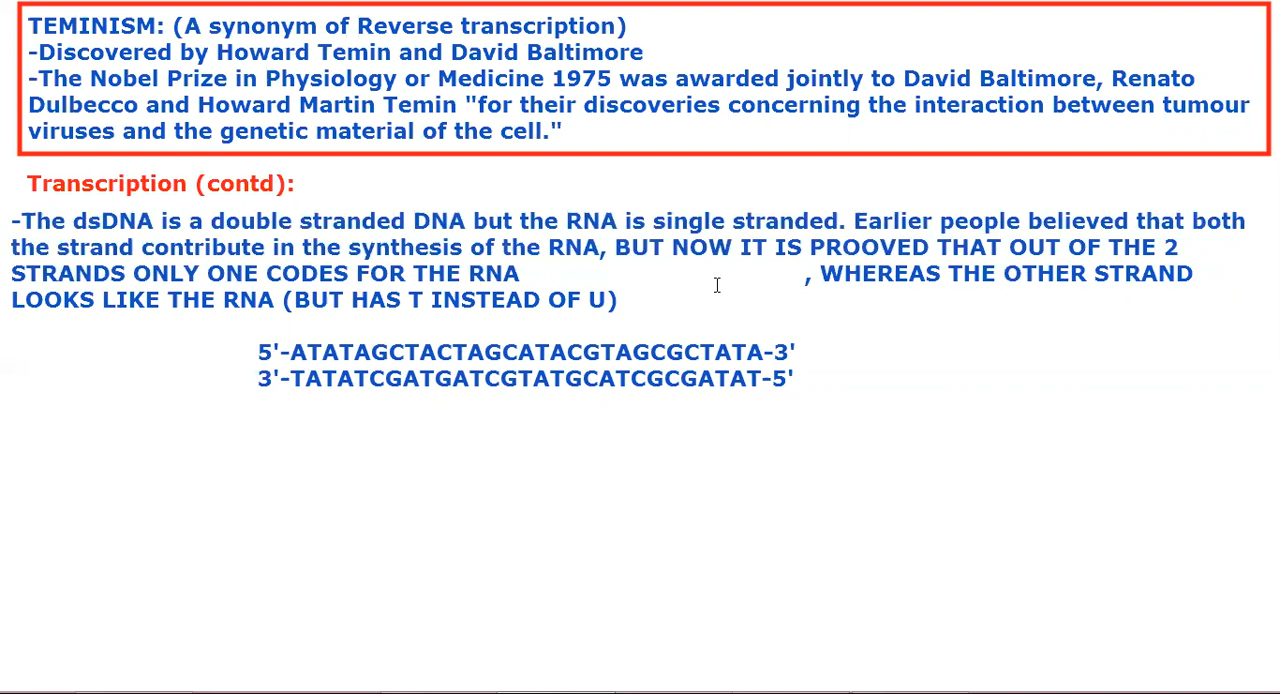 TEMINISM: (A synonym of Reverse transcription)
-Discovered by Howard Temin and David Baltimore
-The Nobel Prize in Physiology or Medicine 1975 was awarded jointly to David Baltimore, Renato
Dulbecco and Howard Martin Temin "for their discoveries concerning the interaction between tumour
viruses and the genetic material of the cell."
Transcription (contd):
-The dsDNA is a double stranded DNA but the RNA is single stranded. Earlier people believed that both
the strand contribute in the synthesis of the RNA, BUT NOW IT IS PROOVED THAT OUT OF THE 2
STRANDS ONLY ONE CODES FOR THE RNA , WHEREAS THE OTHER STRAND
LOOKS LIKE THE RNA (BUT HAS T INSTEAD OF U)
5'-ATATAGCTACTAGCATACGTAGCGCTATA-3'
3'-TATATCGATGATCGTATGCATCGCGATAT-5'